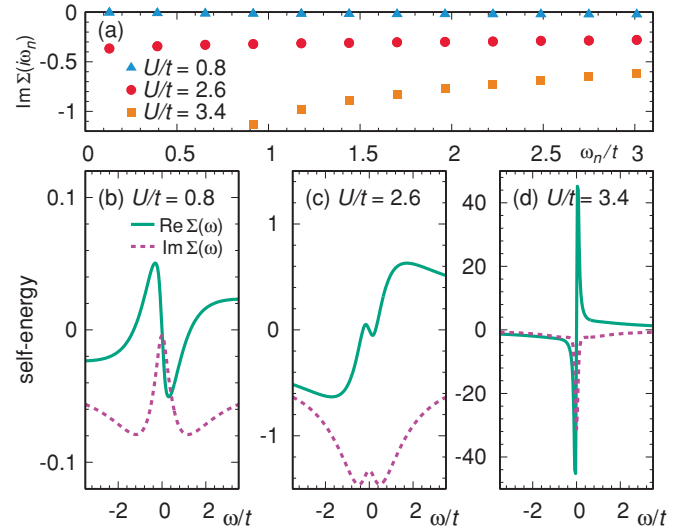 0
-0.5
-1
Im Σ(iωn)
(a)
U/t = 0.8
U/t = 2.6
U/t = 3.4
0 0.5 1 1.5 2 2.5 ωn/t 3
self-energy
0.1
0
-0.1
(b) U/t = 0.8
Re Σ(ω)
Im Σ(ω)
-2 0 2 ω/t
1
0
-1
(c) U/t = 2.6
-2 0 2 ω/t
40
20
0
-20
-40
(d) U/t = 3.4
-2 0 2 ω/t